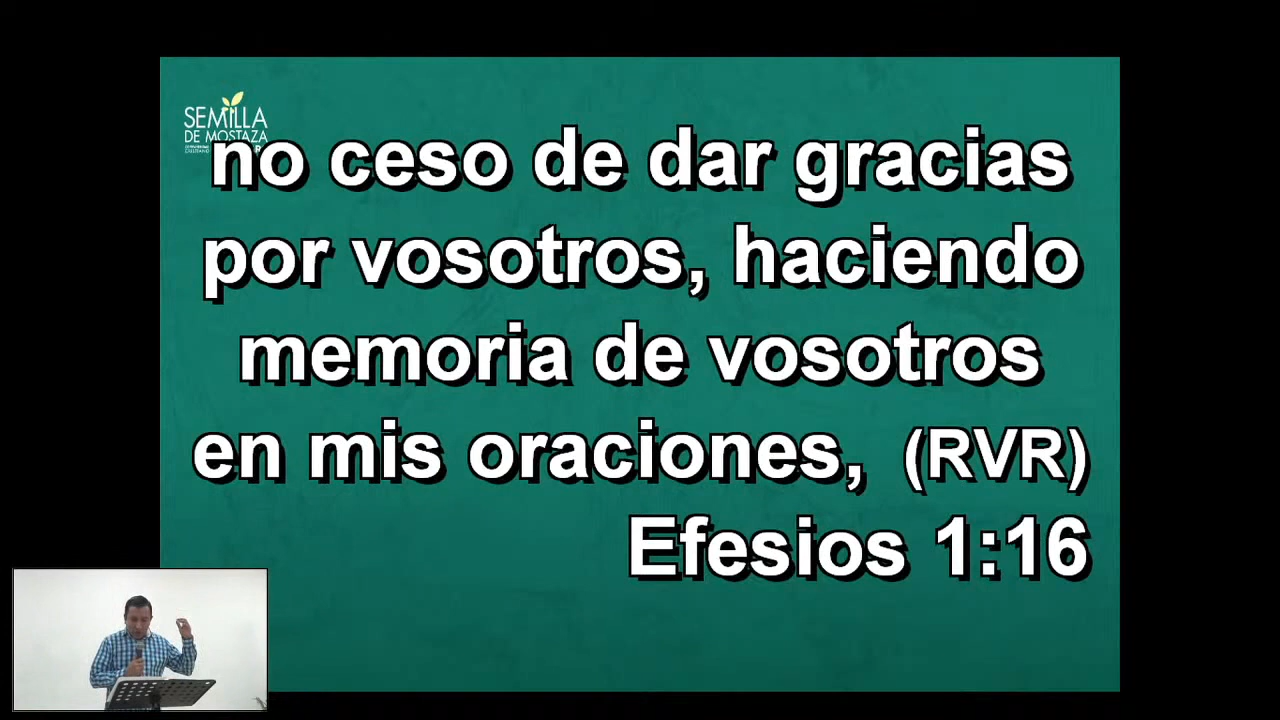 SEMILLA
DE MOSTAZA
no ceso de dar gracias
por vosotros, haciendo
memoria de vosotros
en mis oraciones, (RVR)
Efesios 1:16